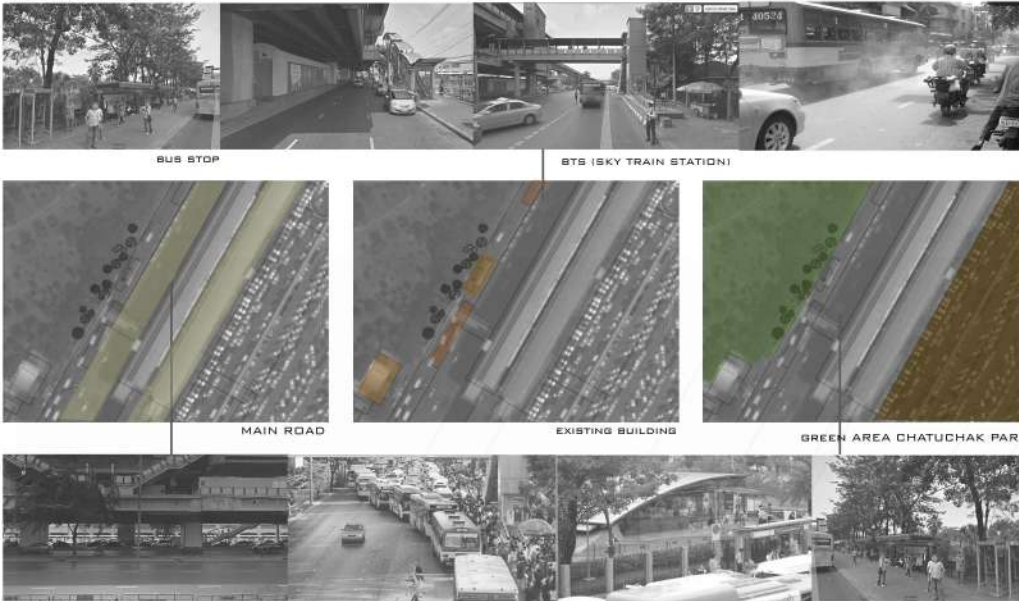 40524
BUS STOP
BTS (SKY TRAIN STATION)
MAIN ROAD
EXISTING BUILDING
GREEN AREA CHATUCHAK PAR